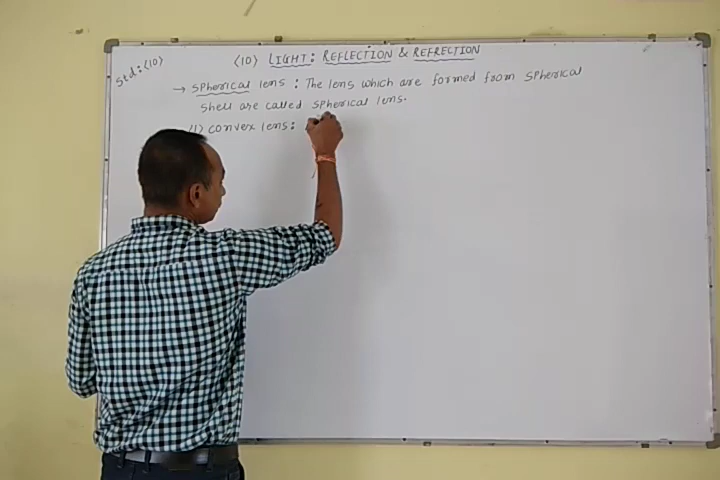 Std:(10)
(10) LIGHT: REFLECTION & REFRECTION
→ Spherical lens : The lens which are formed from spherical
shell are called spherical lens.
(1) convex lens: